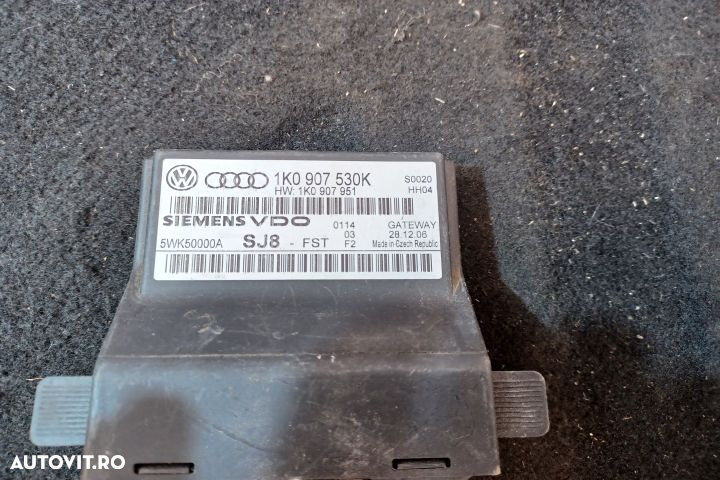 1K0 907 530K S0020
HW: 1K0 907 951 HH04
SIEMENS VDO 0114 GATEWAY
5WK50000A SJ8 - FST 03 28.12.06
F2 Made in Czech Republic
AUTOVIT.RO